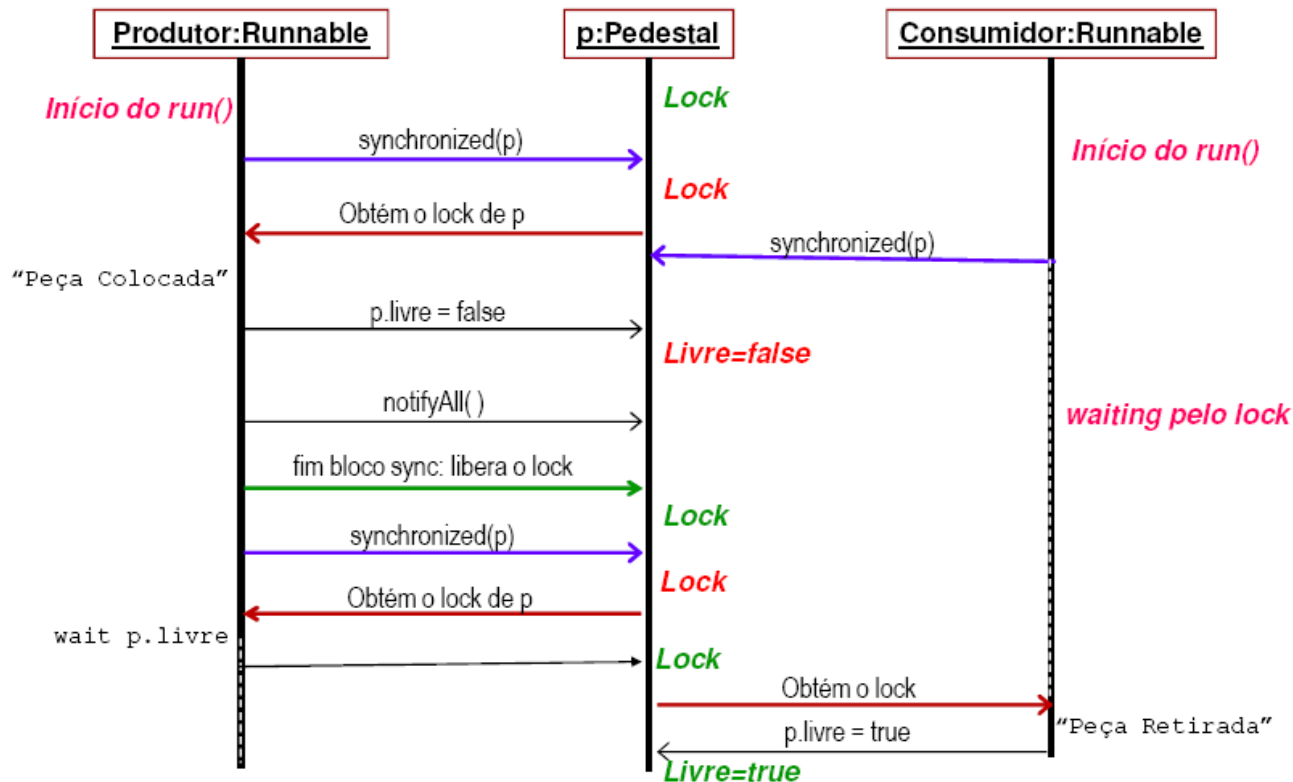 Produtor:Runnable
p:Pedestal
Consumidor:Runnable
Início do run()
Lock
synchronized(p)
Início do run()
Lock
Obtém o lock de p
synchronized(p)
"Peça Colocada"
p.livre = false
Livre=false
notifyAll( )
waiting pelo lock
fim bloco sync: libera o lock
Lock
synchronized(p)
Lock
Obtém o lock de p
wait p.livre
Lock
Obtém o lock
"Peça Retirada"
p.livre = true
Livre=true